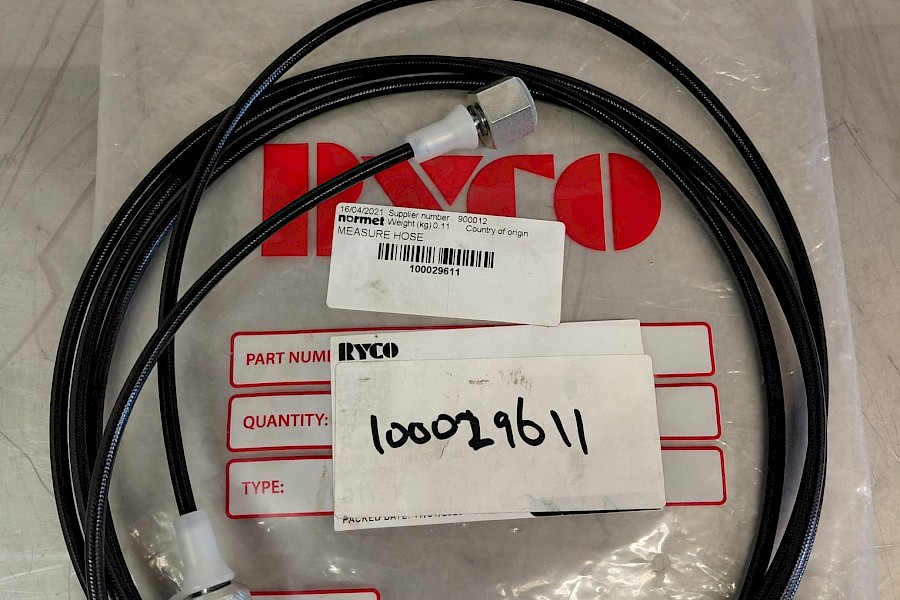 RYCO
16/04/2021 Supplier number 900012
normet Weight (kg) 0.11 Country of origin
MEASURE HOSE
100029611
PART NUM
RYCO
QUANTITY:
100029611
TYPE:
PACKED DATE: